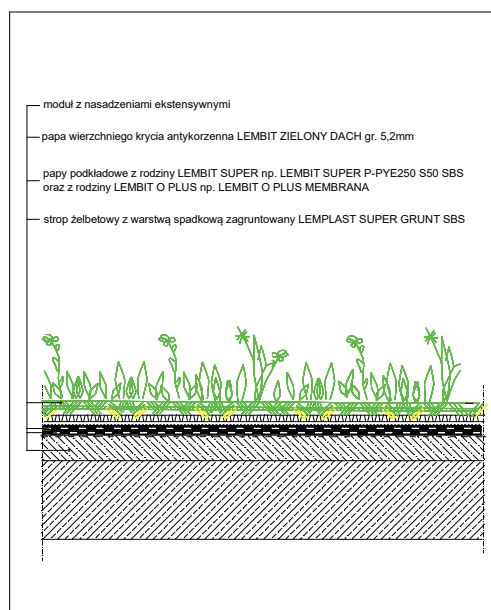 moduł z nasadzeniami ekstensywnymi
papa wierzchniego krycia antykorzenna LEMBIT ZIELONY DACH gr. 5,2mm
papy podkładowe z rodziny LEMBIT SUPER np. LEMBIT SUPER P-PYE250 S50 SBS
oraz z rodziny LEMBIT O PLUS np. LEMBIT O PLUS MEMBRANA
strop żelbetowy z warstwą spadkową zagruntowany LEMPLAST SUPER GRUNT SBS